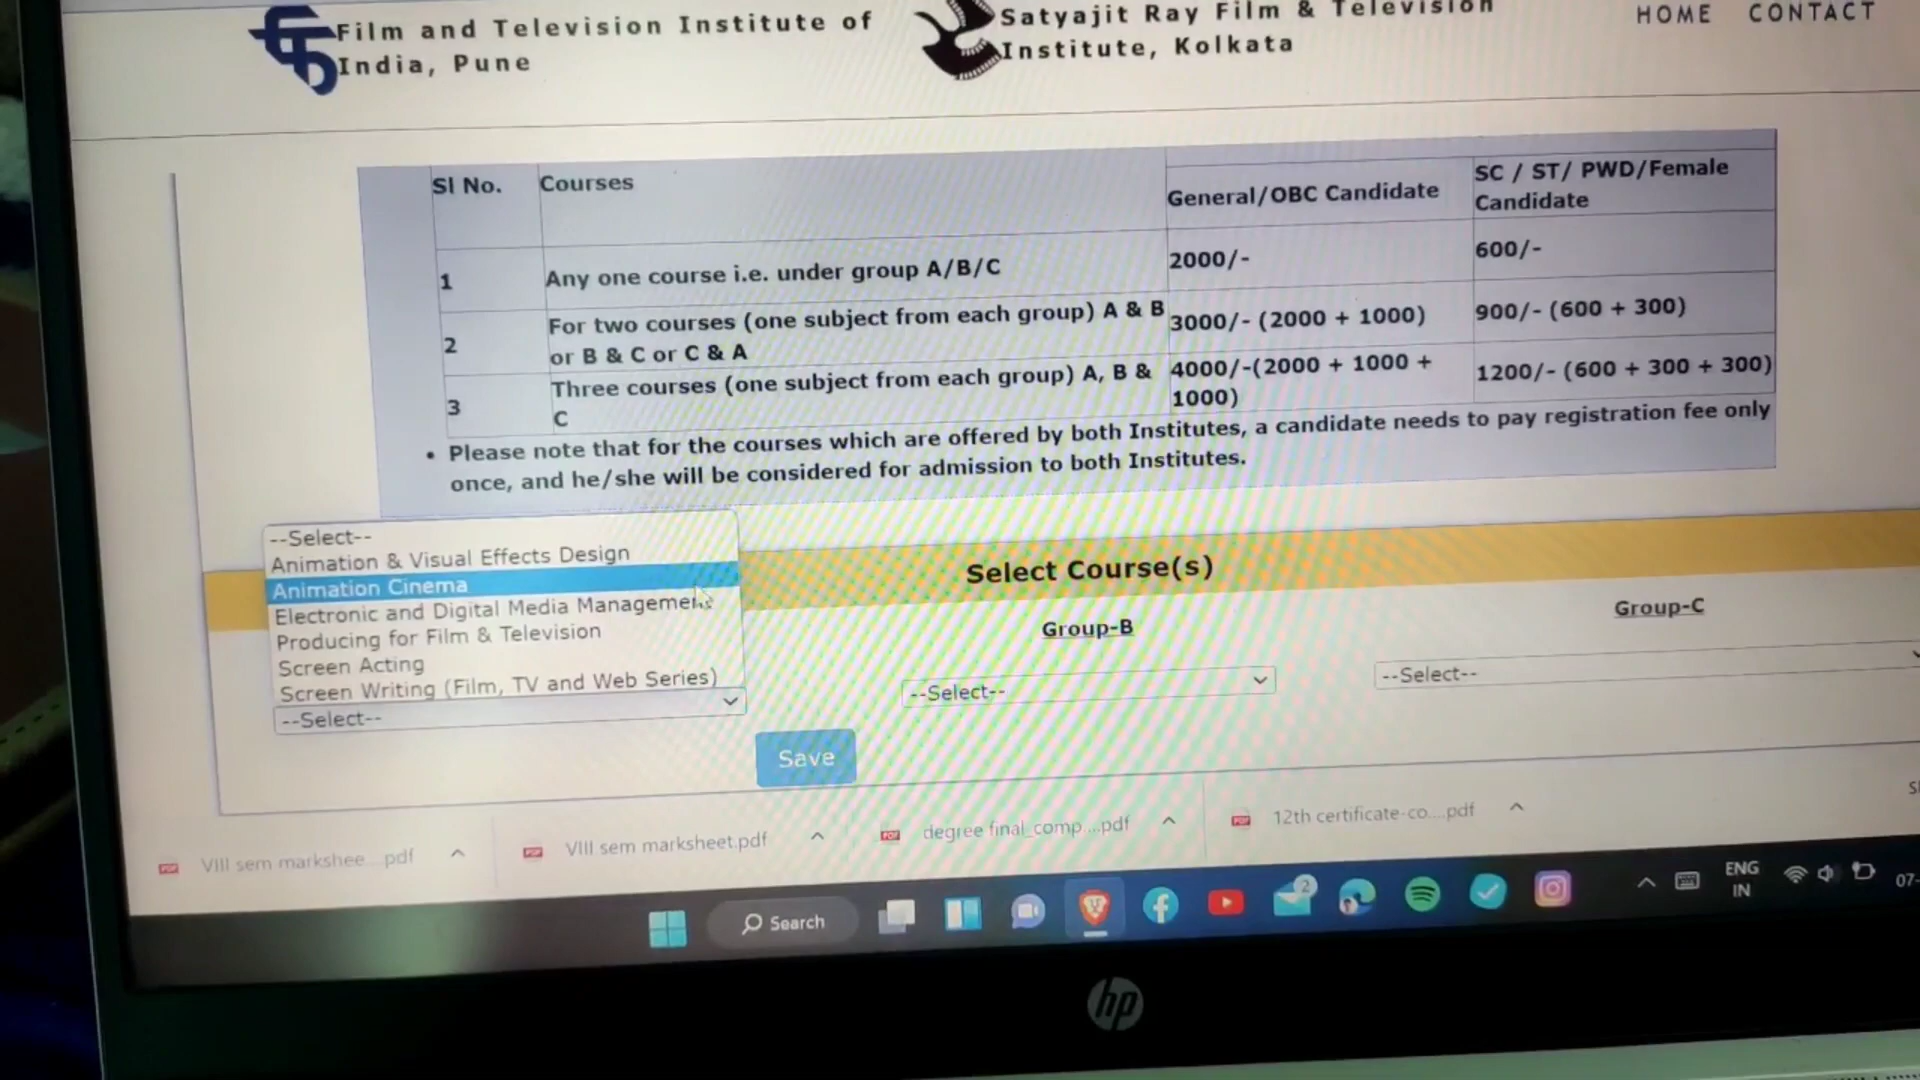 Film and Television Institute of
India, Pune
Satyajit Ray Film & Television
Institute, Kolkata
HOME CONTACT
Sl No. Courses General/OBC Candidate SC / ST/ PWD/Female
Candidate
1 Any one course i.e. under group A/B/C 2000/- 600/-
2 For two courses (one subject from each group) A & B
or B & C or C & A 3000/- (2000 + 1000) 900/- (600 + 300)
3 Three courses (one subject from each group) A, B &
C 4000/-(2000 + 1000 +
1000) 1200/- (600 + 300 + 300)
• Please note that for the courses which are offered by both Institutes, a candidate needs to pay registration fee only
once, and he/she will be considered for admission to both Institutes.
Select Course(s)
--Select--
Animation & Visual Effects Design
Animation Cinema
Electronic and Digital Media Management
Producing for Film & Television
Screen Acting
Screen Writing (Film, TV and Web Series)
--Select--
Group-B
--Select--
Group-C
--Select--
Save
VIII sem markshee....pdf
VIII sem marksheet.pdf
degree final_comp....pdf
12th certificate-co....pdf
Search
2
ENG
IN
07-
hp